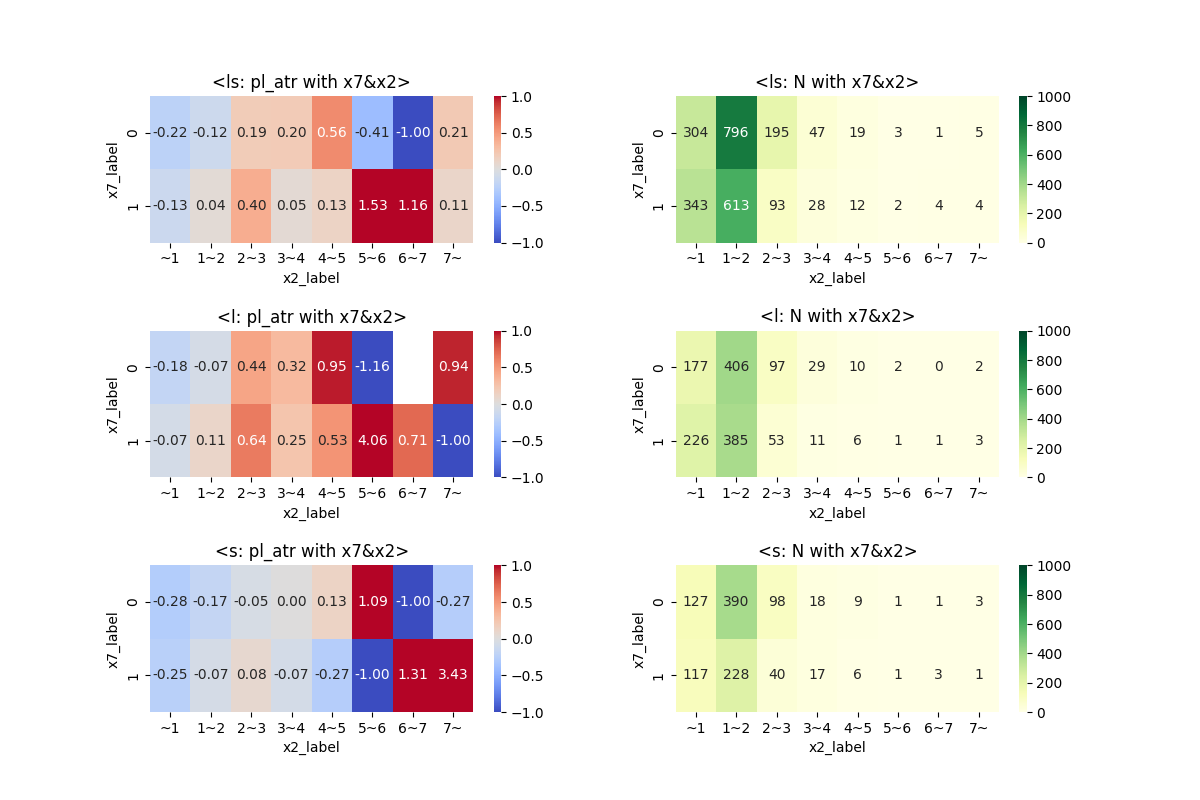 <ls: pl_atr with x7&x2>
x7_label
0 -0.22 -0.12 0.19 0.20 0.56 -0.41 -1.00 0.21
1 -0.13 0.04 0.40 0.05 0.13 1.53 1.16 0.11
~1 1~2 2~3 3~4 4~5 5~6 6~7 7~
x2_label
1.0
0.5
0.0
−0.5
−1.0
<ls: N with x7&x2>
x7_label
0 304 796 195 47 19 3 1 5
1 343 613 93 28 12 2 4 4
~1 1~2 2~3 3~4 4~5 5~6 6~7 7~
x2_label
1000
800
600
400
200
0
<l: pl_atr with x7&x2>
x7_label
0 -0.18 -0.07 0.44 0.32 0.95 -1.16 0.94
1 -0.07 0.11 0.64 0.25 0.53 4.06 0.71 -1.00
~1 1~2 2~3 3~4 4~5 5~6 6~7 7~
x2_label
1.0
0.5
0.0
−0.5
−1.0
<l: N with x7&x2>
x7_label
0 177 406 97 29 10 2 0 2
1 226 385 53 11 6 1 1 3
~1 1~2 2~3 3~4 4~5 5~6 6~7 7~
x2_label
1000
800
600
400
200
0
<s: pl_atr with x7&x2>
x7_label
0 -0.28 -0.17 -0.05 0.00 0.13 1.09 -1.00 -0.27
1 -0.25 -0.07 0.08 -0.07 -0.27 -1.00 1.31 3.43
~1 1~2 2~3 3~4 4~5 5~6 6~7 7~
x2_label
1.0
0.5
0.0
−0.5
−1.0
<s: N with x7&x2>
x7_label
0 127 390 98 18 9 1 1 3
1 117 228 40 17 6 1 3 1
~1 1~2 2~3 3~4 4~5 5~6 6~7 7~
x2_label
1000
800
600
400
200
0